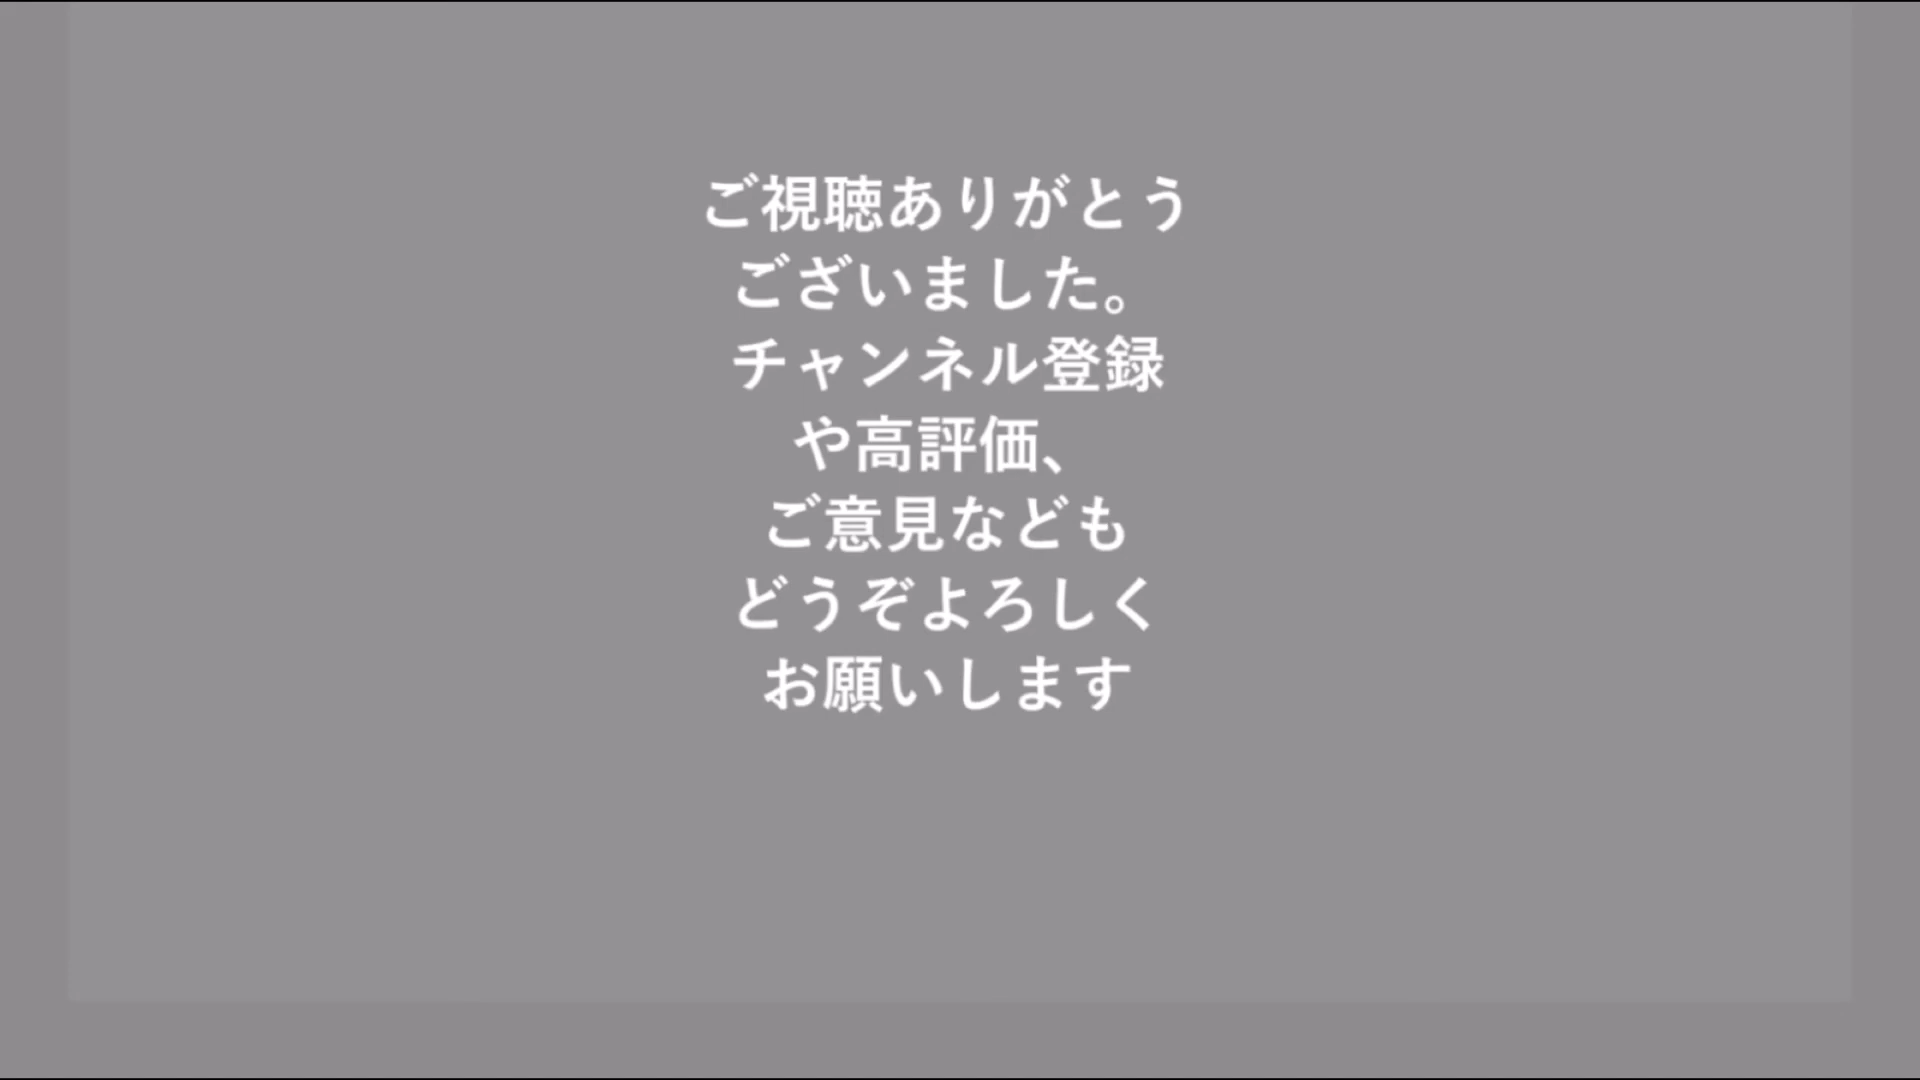 ご視聴ありがとう
ございました。
チャンネル登録
や高評価、
ご意見なども
どうぞよろしく
お願いします